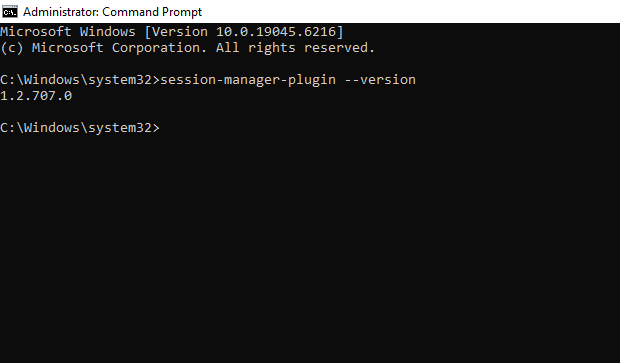 Administrator: Command Prompt
Microsoft Windows [Version 10.0.19045.6216]
(c) Microsoft Corporation. All rights reserved.
C:\Windows\system32>session-manager-plugin --version
1.2.707.0
C:\Windows\system32>